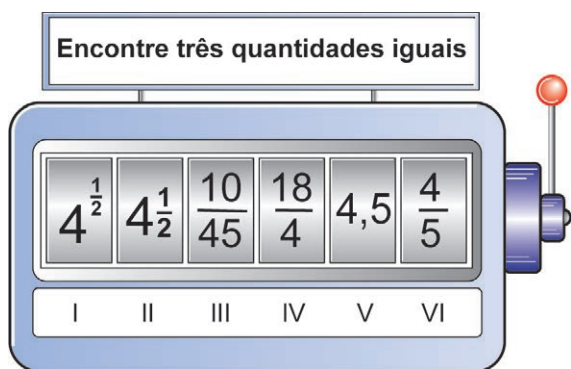 Encontre três quantidades iguais
4^{1/2} 4 1/2 10/45 18/4 4,5 4/5
I II III IV V VI